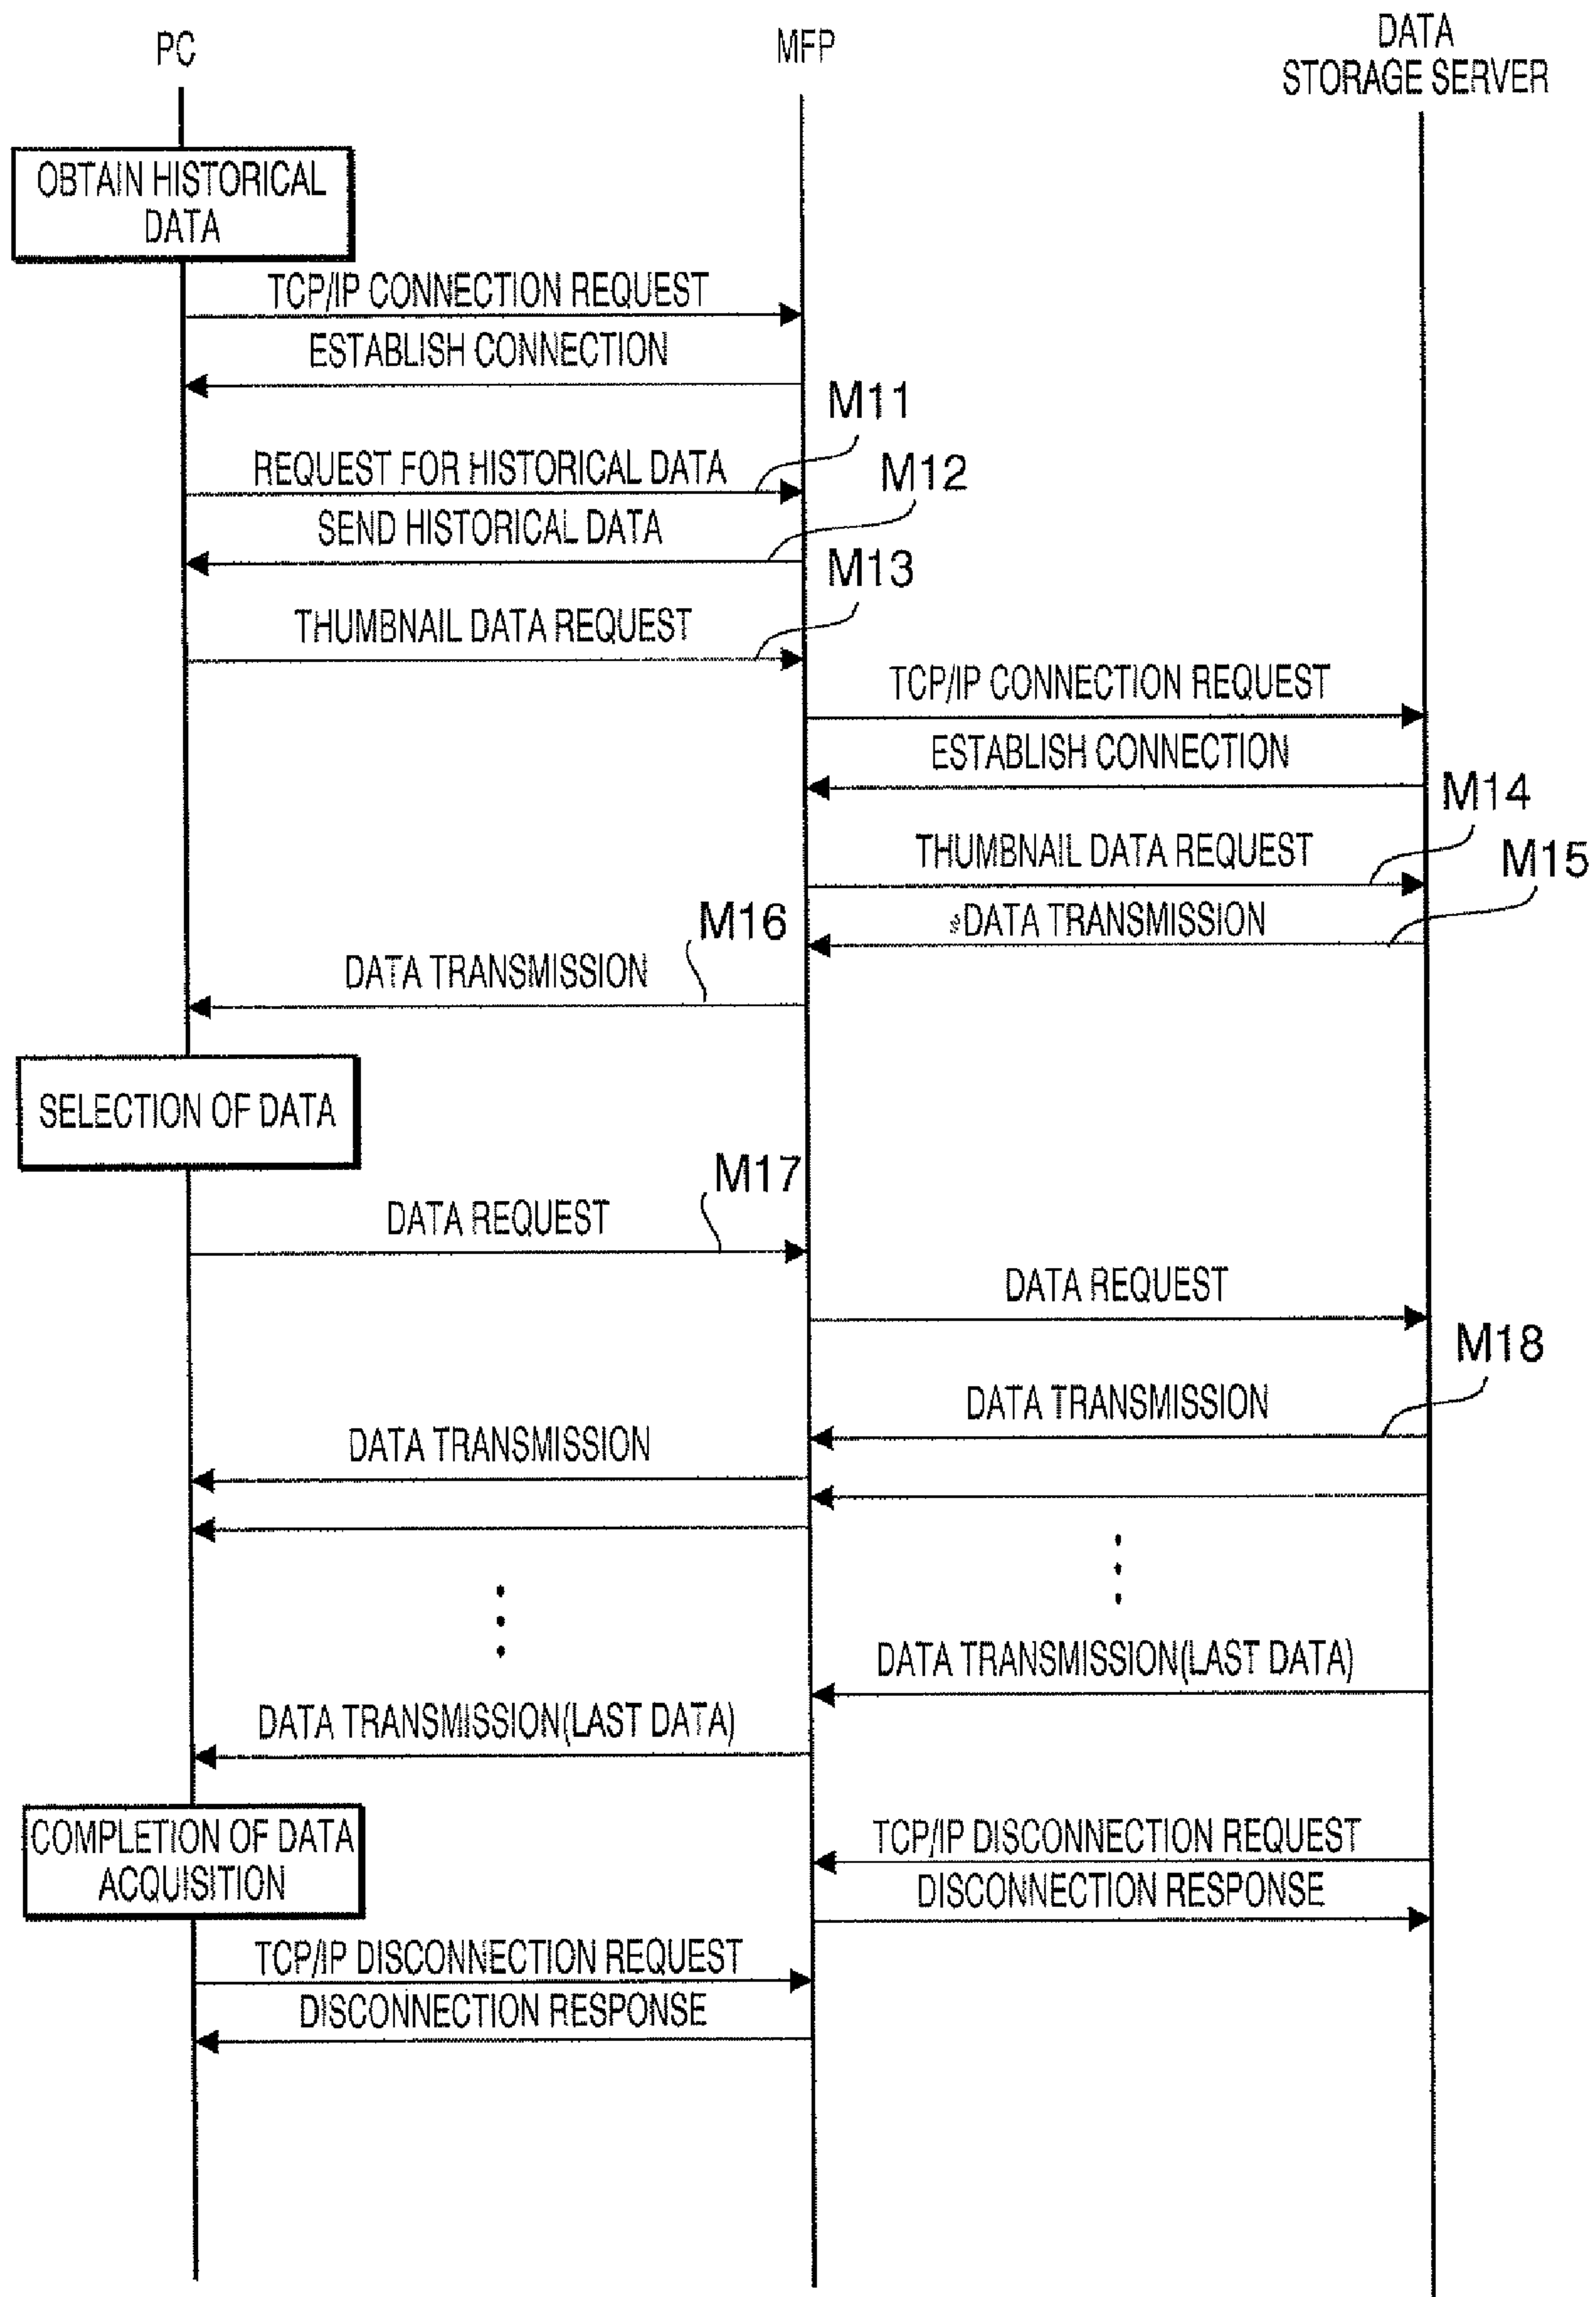 PC
MFP
DATA
STORAGE SERVER
OBTAIN HISTORICAL
DATA
TCP/IP CONNECTION REQUEST
ESTABLISH CONNECTION
M11
REQUEST FOR HISTORICAL DATA
M12
SEND HISTORICAL DATA
M13
THUMBNAIL DATA REQUEST
TCP/IP CONNECTION REQUEST
ESTABLISH CONNECTION
M14
THUMBNAIL DATA REQUEST
M15
DATA TRANSMISSION
M16
DATA TRANSMISSION
SELECTION OF DATA
M17
DATA REQUEST
DATA REQUEST
M18
DATA TRANSMISSION
DATA TRANSMISSION
DATA TRANSMISSION(LAST DATA)
DATA TRANSMISSION(LAST DATA)
COMPLETION OF DATA
ACQUISITION
TCP/IP DISCONNECTION REQUEST
DISCONNECTION RESPONSE
TCP/IP DISCONNECTION REQUEST
DISCONNECTION RESPONSE